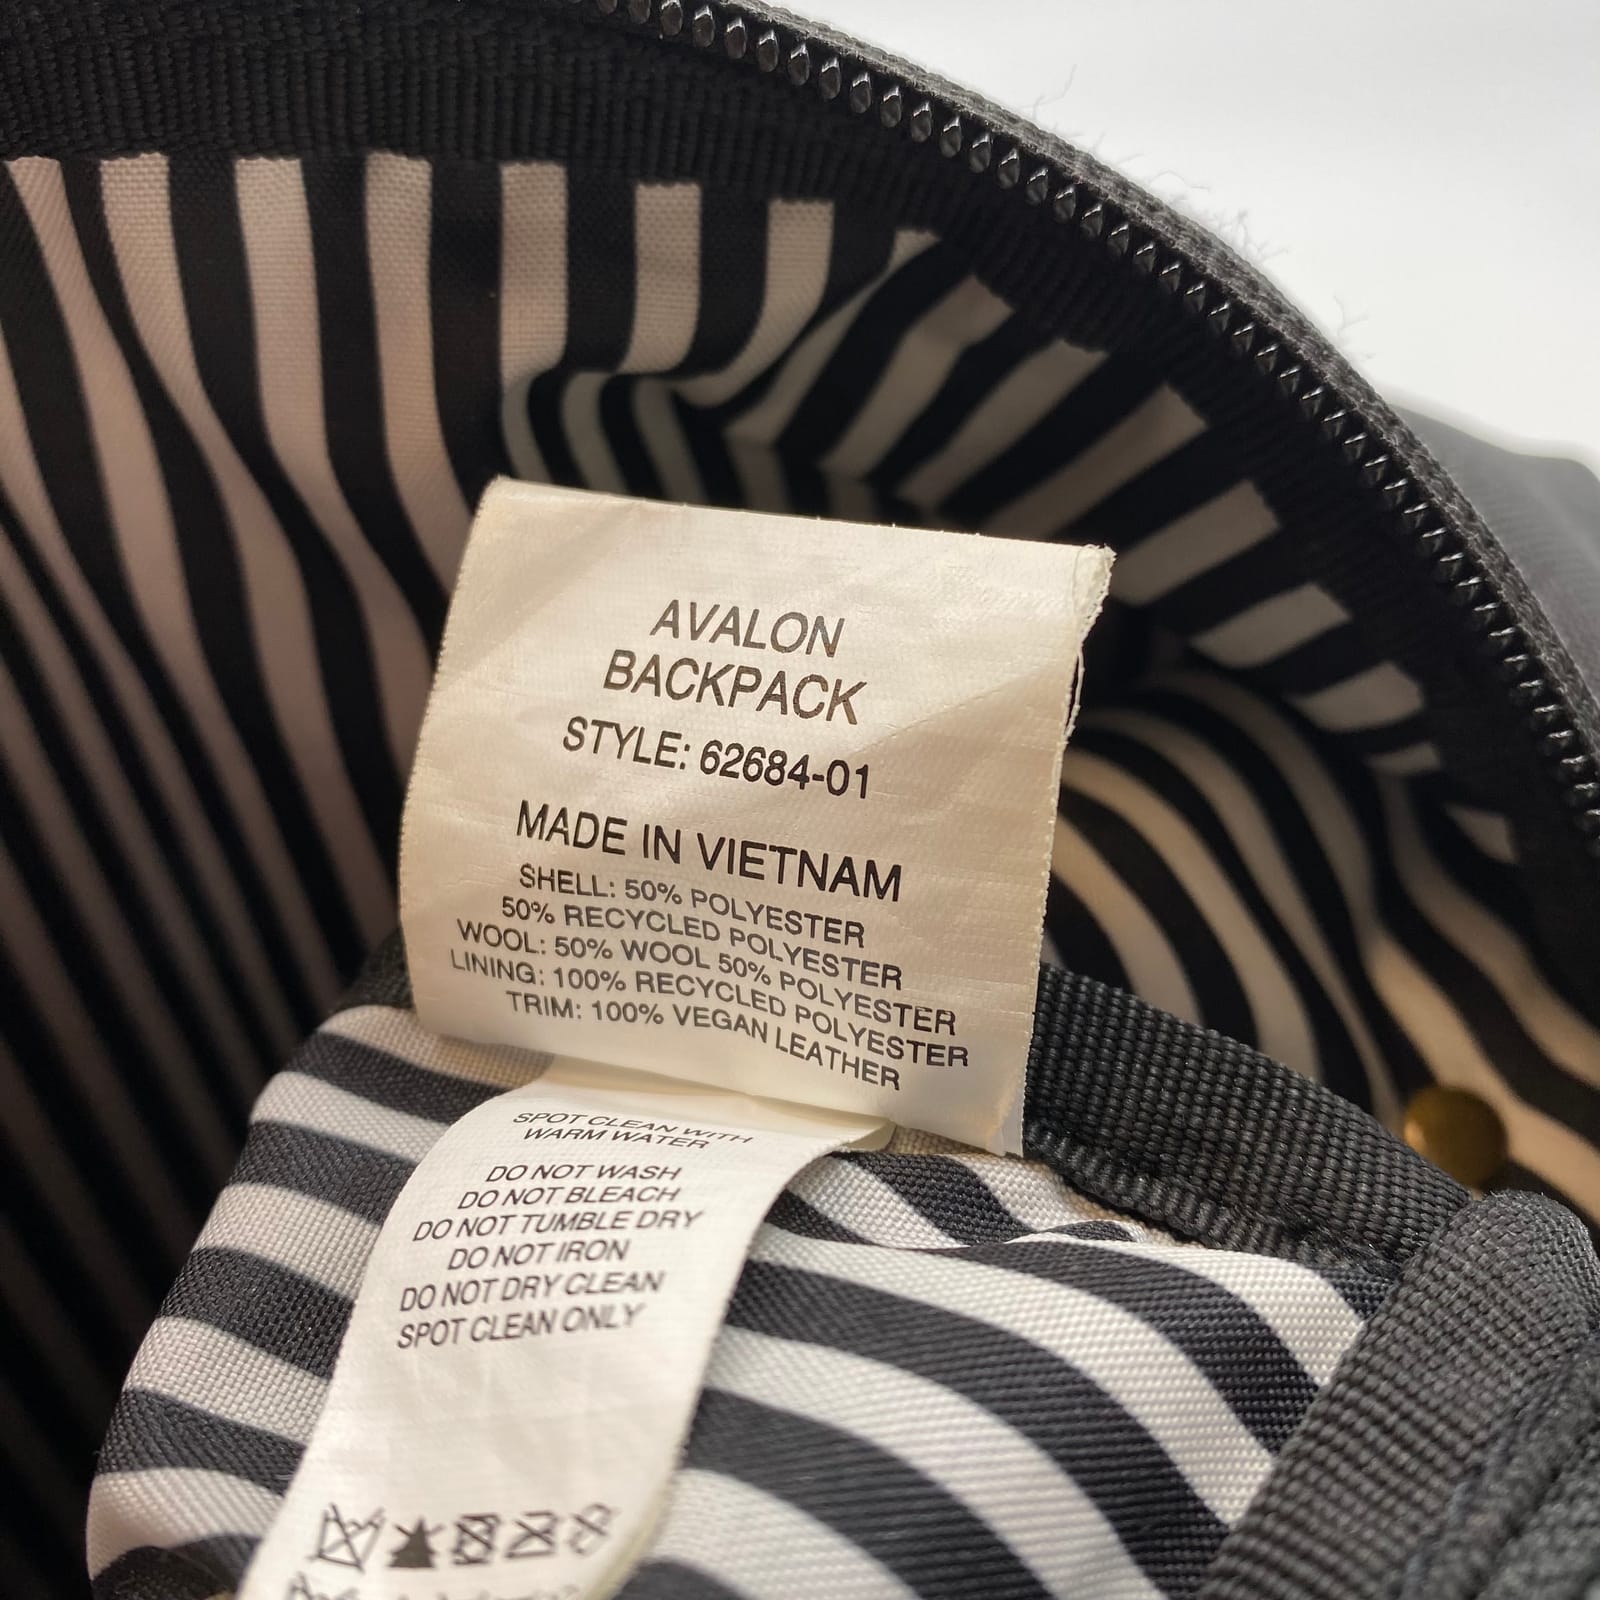 AVALON
BACKPACK
STYLE: 62684-01
MADE IN VIETNAM
SHELL: 50% POLYESTER
50% RECYCLED POLYESTER
WOOL: 50% WOOL 50% POLYESTER
LINING: 100% RECYCLED POLYESTER
TRIM: 100% VEGAN LEATHER
SPOT CLEAN WITH
WARM WATER
DO NOT WASH
DO NOT BLEACH
DO NOT TUMBLE DRY
DO NOT IRON
DO NOT DRY CLEAN
SPOT CLEAN ONLY